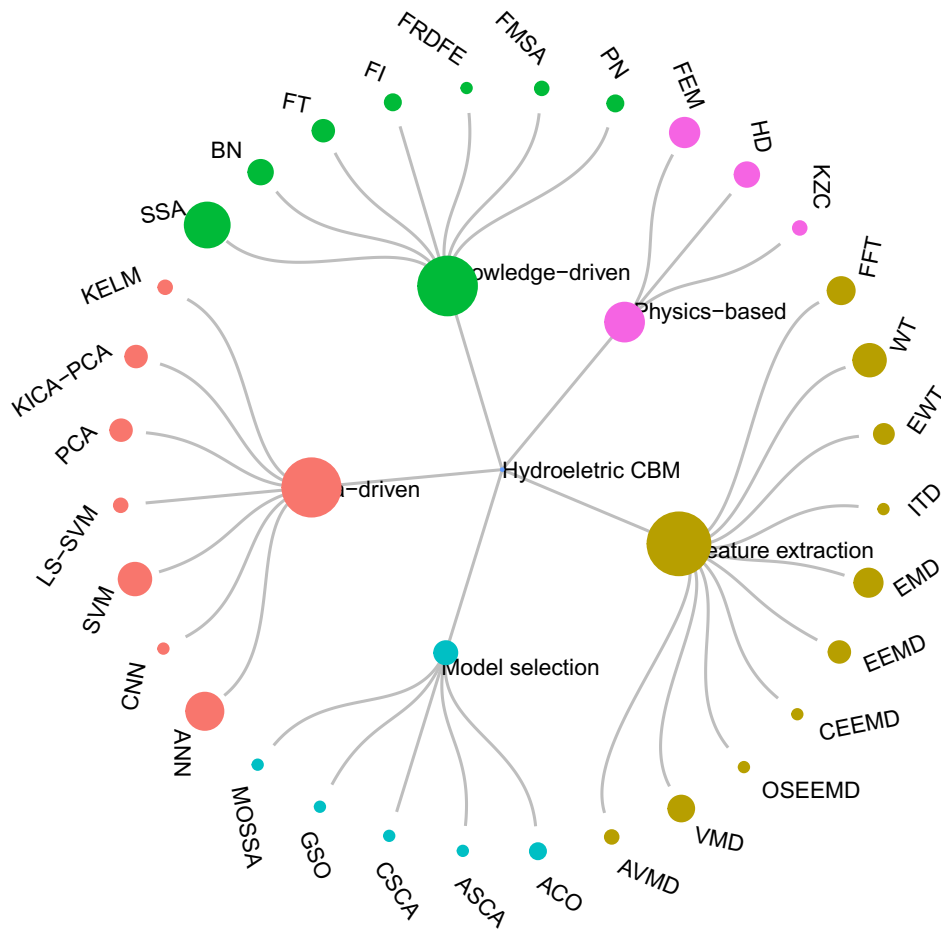 FRDFE
FMSA
PN
FI
FT
BN
SSA
FEM
HD
KZC
owledge−driven
Physics−based
KELM
KICA−PCA
PCA
LS−SVM
SVM
CNN
ANN
a−driven
Hydroeletric CBM
FFT
WT
EWT
ITD
EMD
EEMD
CEEMD
OSEEMD
VMD
AVMD
eature extraction
Model selection
MOSSA
GSO
CSCA
ASCA
ACO